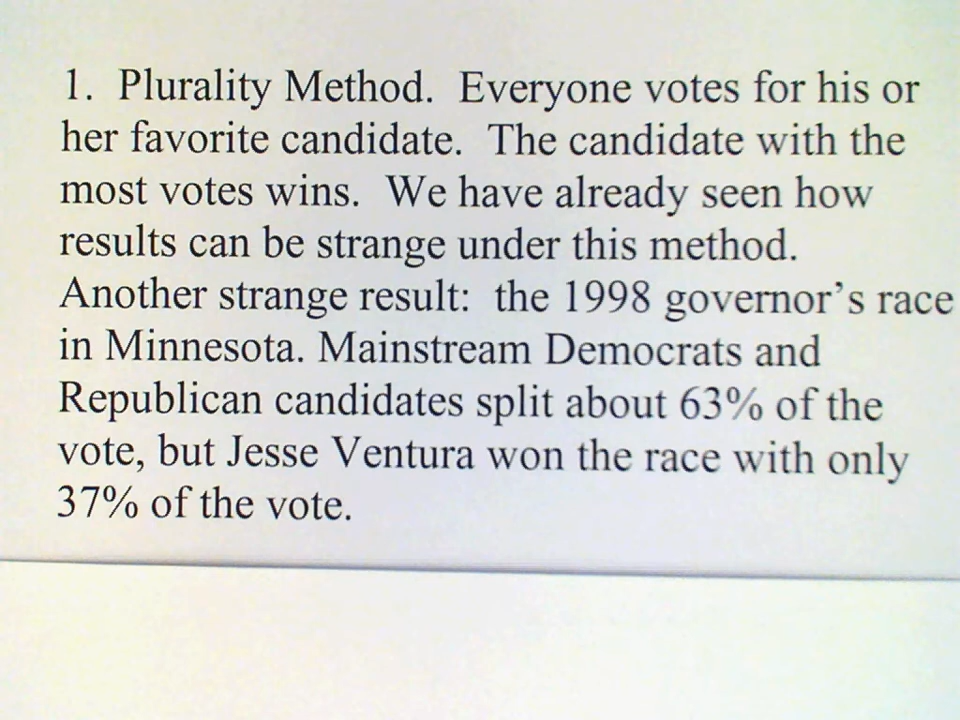 1. Plurality Method. Everyone votes for his or
her favorite candidate. The candidate with the
most votes wins. We have already seen how
results can be strange under this method.
Another strange result: the 1998 governor’s race
in Minnesota. Mainstream Democrats and
Republican candidates split about 63% of the
vote, but Jesse Ventura won the race with only
37% of the vote.